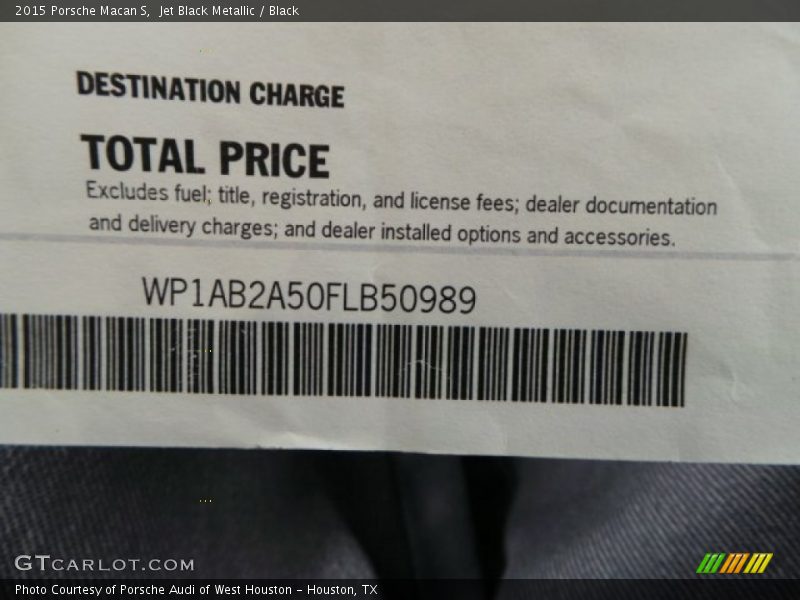 2015 Porsche Macan S,  Jet Black Metallic / Black
DESTINATION CHARGE
TOTAL PRICE
Excludes fuel; title, registration, and license fees; dealer documentation
and delivery charges; and dealer installed options and accessories.
WP1AB2A50FLB50989
GTCARLOT.COM
Photo Courtesy of Porsche Audi of West Houston - Houston, TX